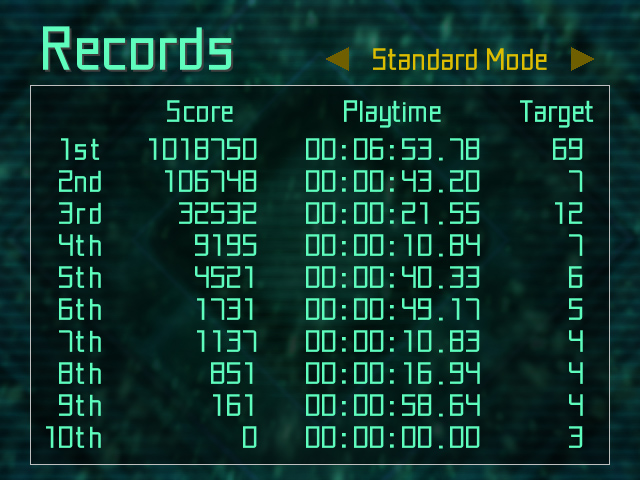 Records
Standard Mode
Score Playtime Target
1st 1018750 00:06:53.78 69
2nd 106748 00:00:43.20 7
3rd 32532 00:00:21.55 12
4th 9195 00:00:10.84 7
5th 4521 00:00:40.33 6
6th 1731 00:00:49.17 5
7th 1137 00:00:10.83 4
8th 851 00:00:16.94 4
9th 161 00:00:58.64 4
10th 0 00:00:00.00 3